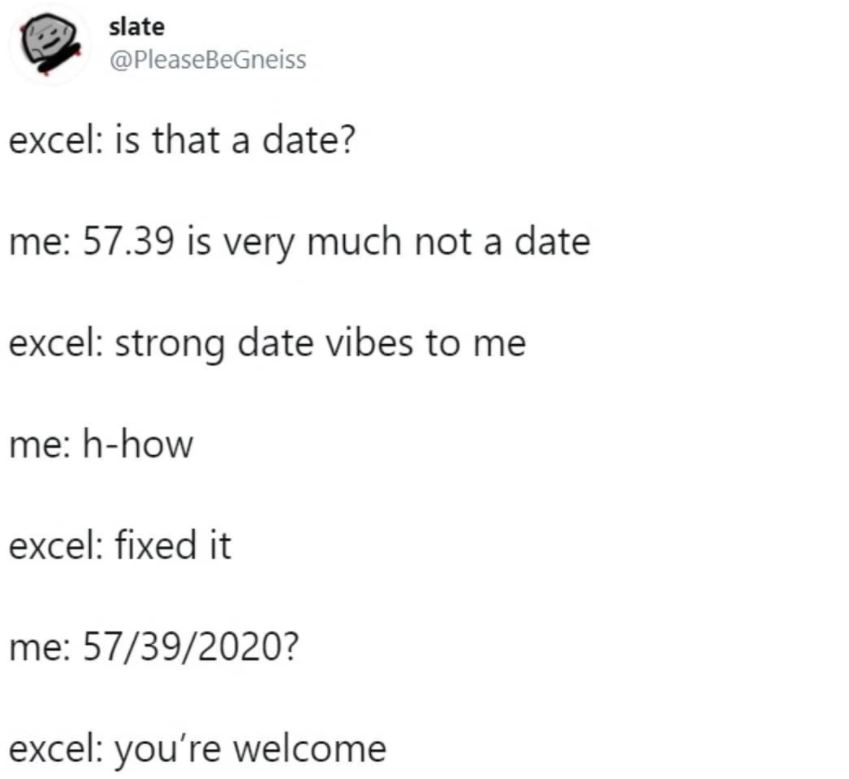 slate
@PleaseBeGneiss
excel: is that a date?
me: 57.39 is very much not a date
excel: strong date vibes to me
me: h-how
excel: fixed it
me: 57/39/2020?
excel: you’re welcome